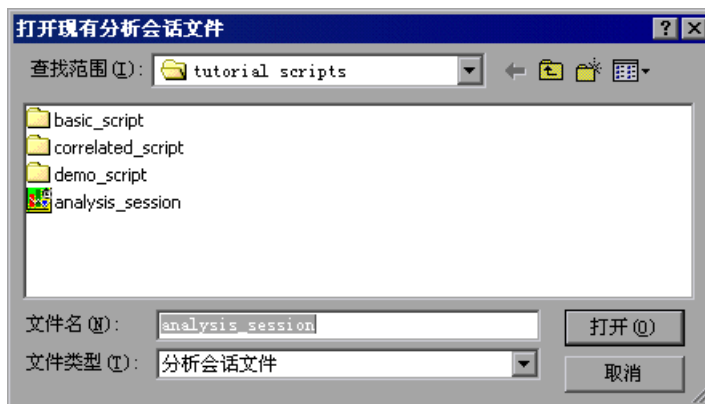 打开现有分析会话文件
查找范围(I): tutorial scripts
basic_script
correlated_script
demo_script
analysis_session
文件名(N): analysis_session 打开(O)
文件类型(T): 分析会话文件 取消